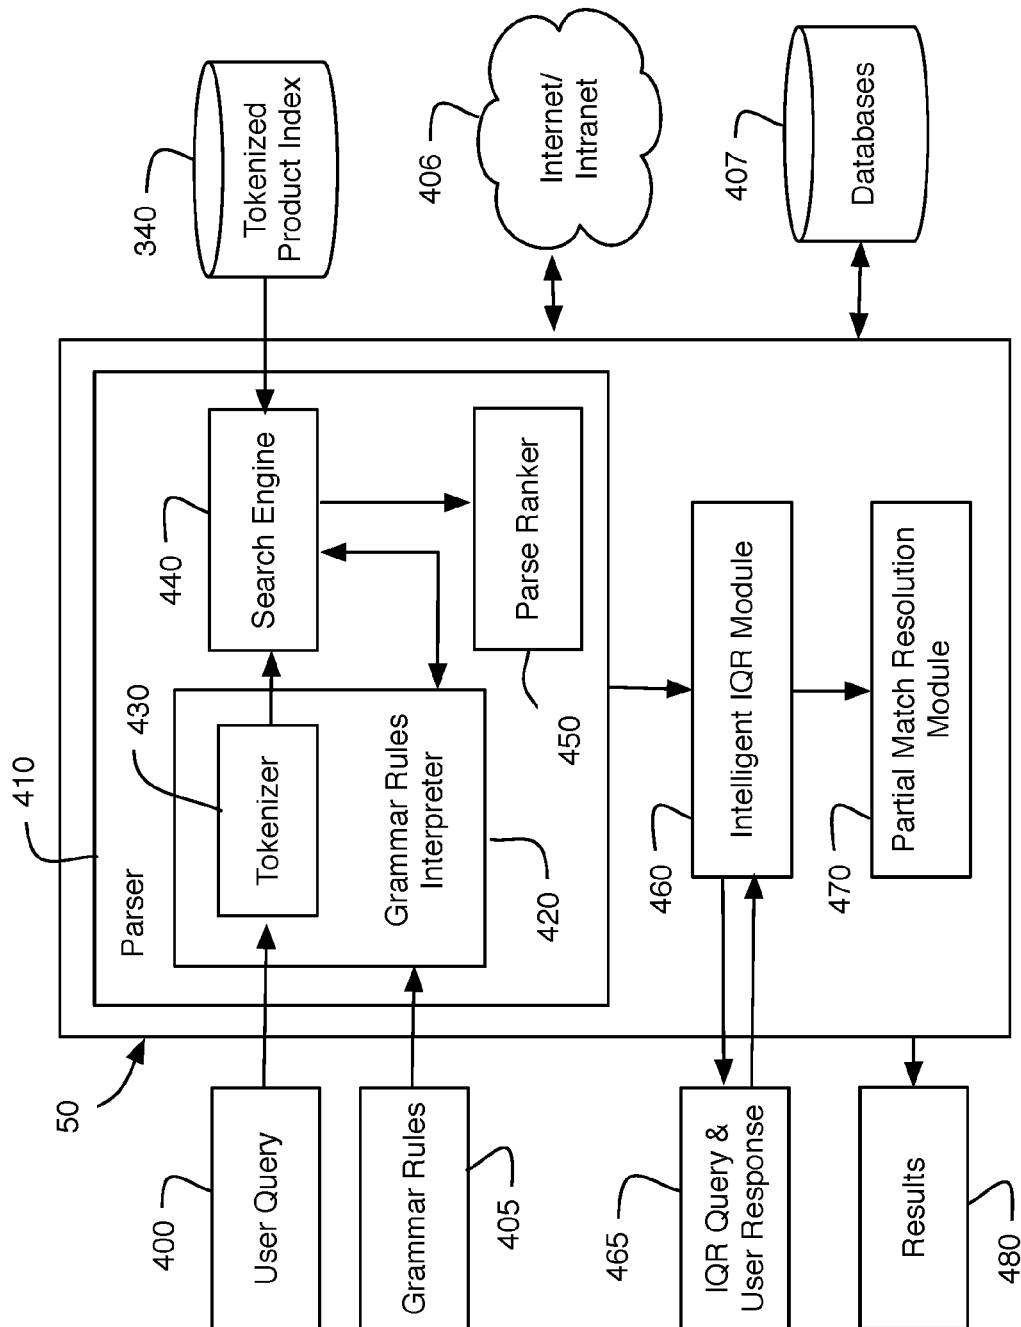 50
410
Parser
400
User Query
430
Tokenizer
440
Search Engine
340
Tokenized
Product Index
405
Grammar Rules
420
Grammar Rules
Interpreter
450
Parse Ranker
406
Internet/
Intranet
465
IQR Query &
User Response
460
Intelligent IQR Module
470
Partial Match Resolution
Module
407
Databases
480
Results